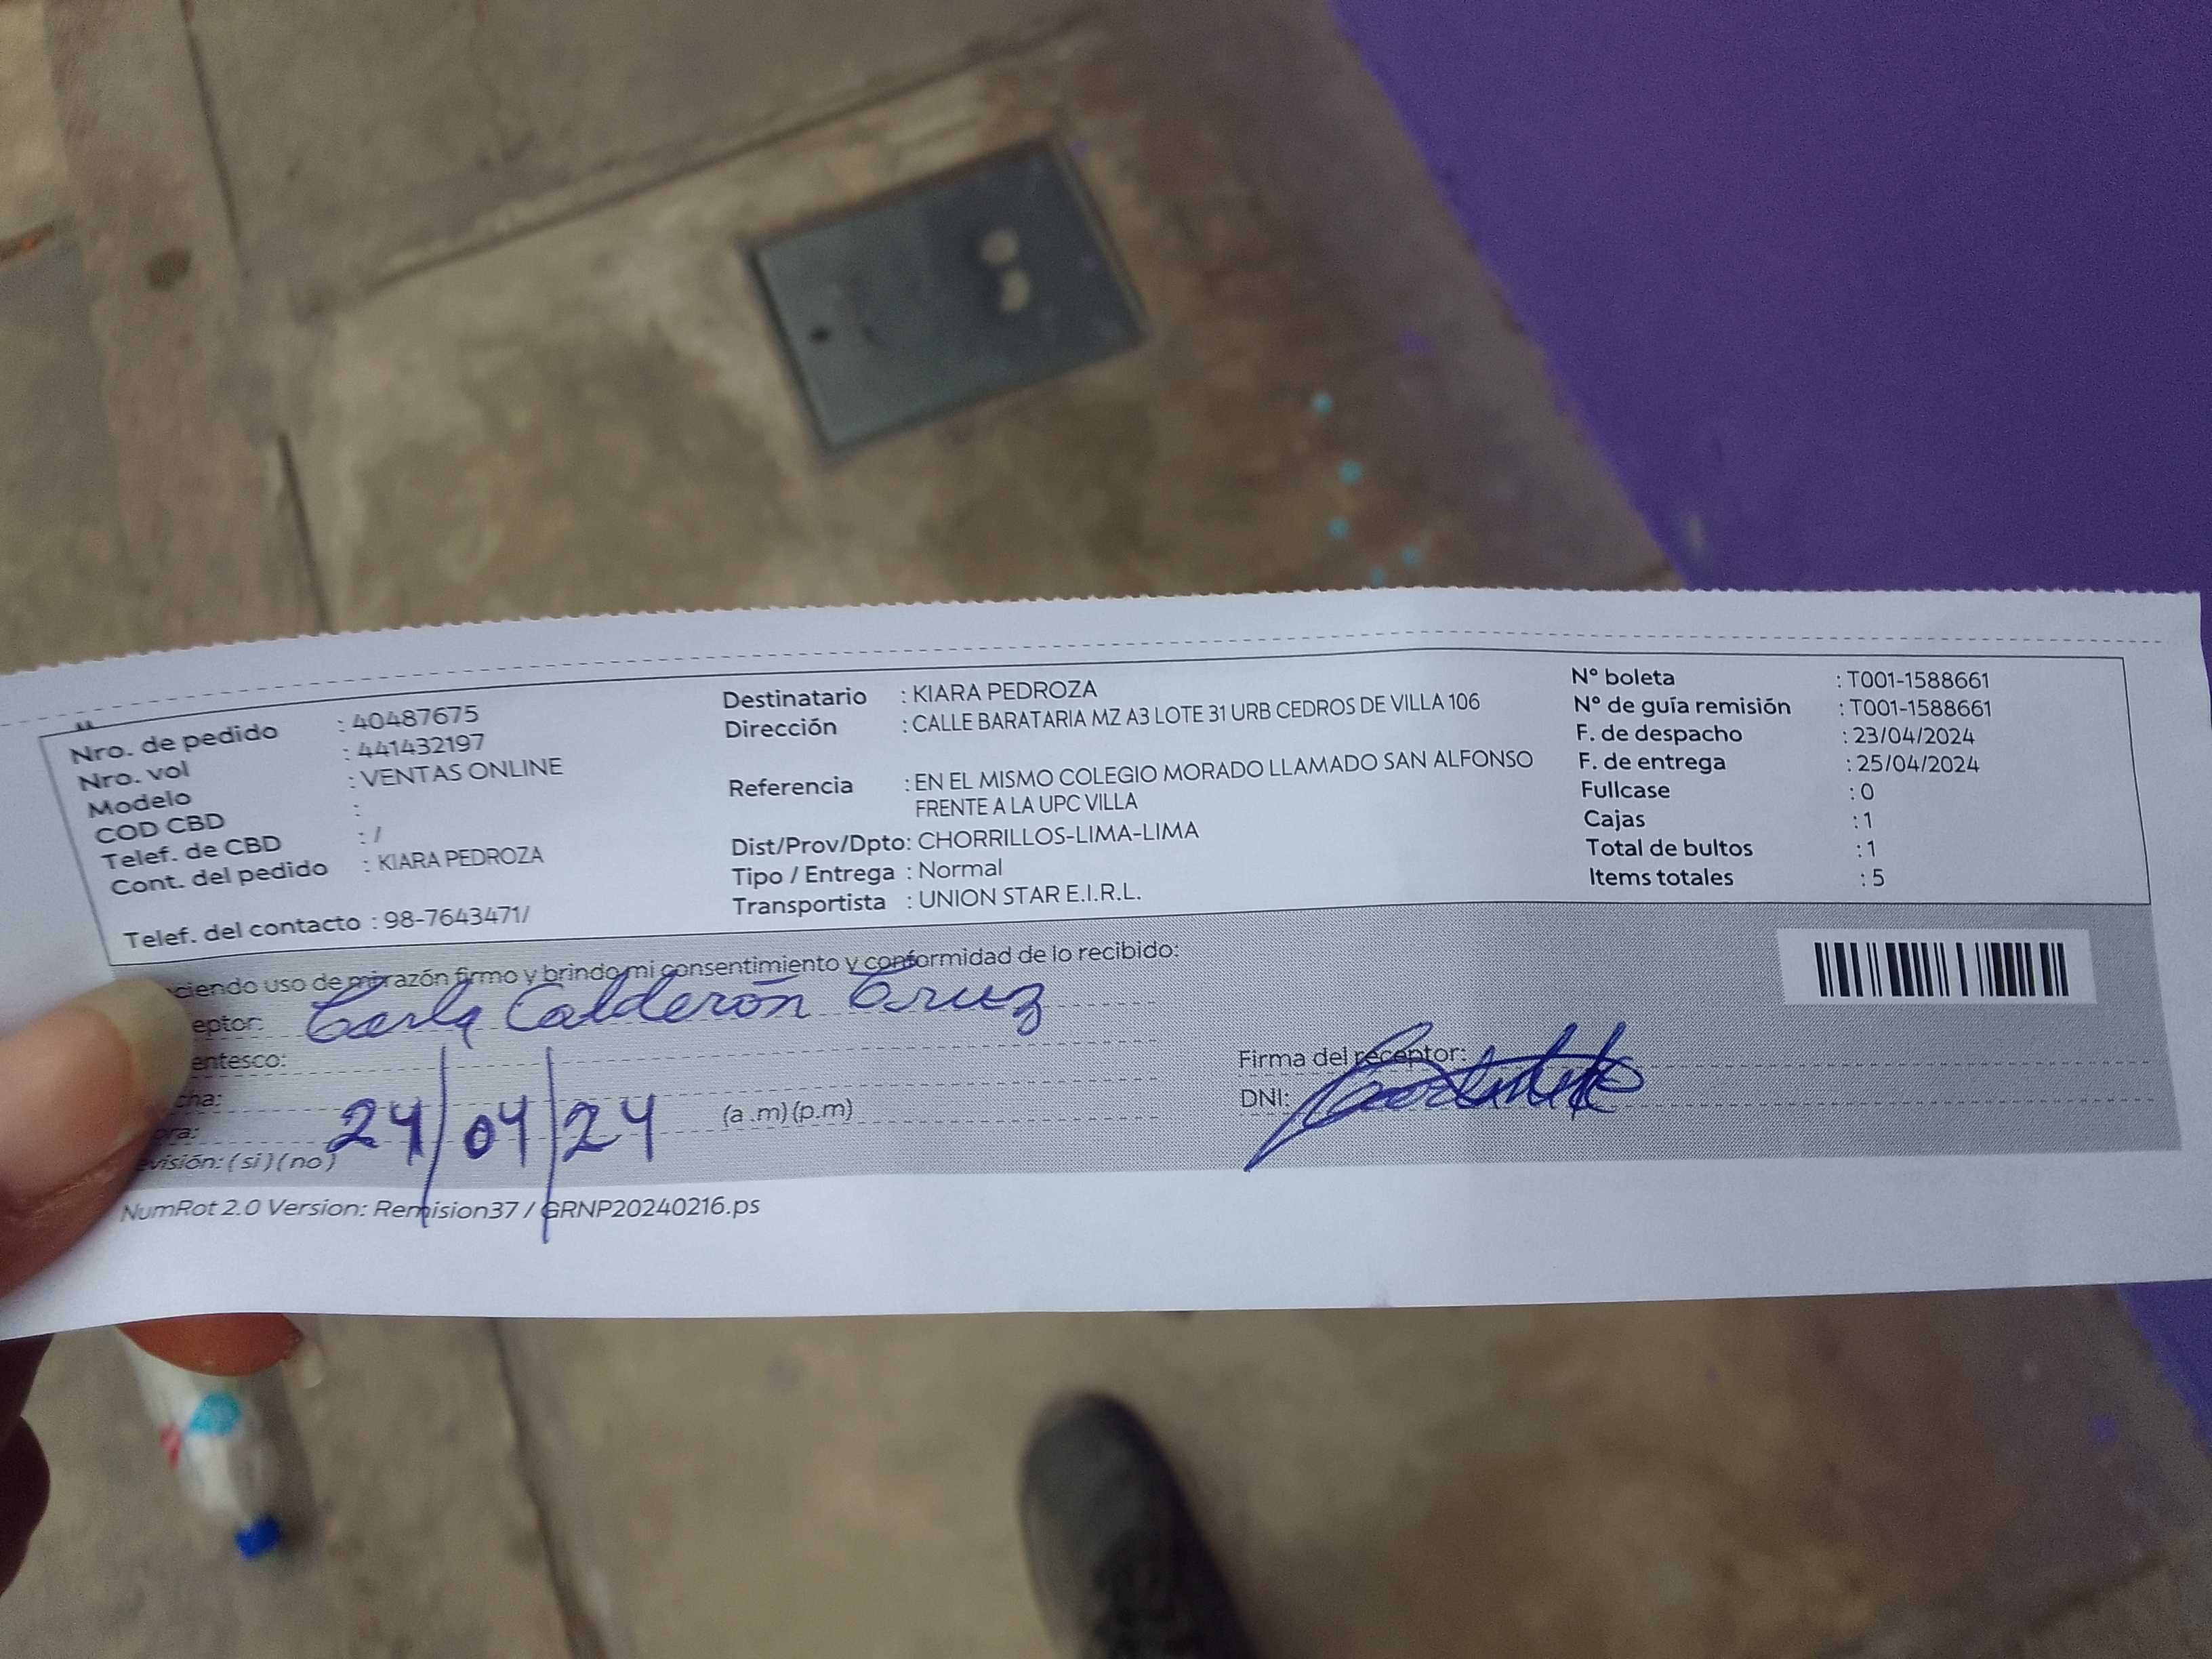 Nro. de pedido : 40487675
Nro. vol : 441432197
Modelo : VENTAS ONLINE
COD CBD :
Telef. de CBD : /
Cont. del pedido : KIARA PEDROZA
Telef. del contacto : 98-7643471/
Destinatario : KIARA PEDROZA
Dirección : CALLE BARATARIA MZ A3 LOTE 31 URB CEDROS DE VILLA 106
Referencia : EN EL MISMO COLEGIO MORADO LLAMADO SAN ALFONSO
FRENTE A LA UPC VILLA
Dist/Prov/Dpto: CHORRILLOS-LIMA-LIMA
Tipo / Entrega : Normal
Transportista : UNION STAR E.I.R.L.
N° boleta : T001-1588661
N° de guía remisión : T001-1588661
F. de despacho : 23/04/2024
F. de entrega : 25/04/2024
Fullcase : 0
Cajas : 1
Total de bultos : 1
Items totales : 5
ciendo uso de mi razón firmo y brindo mi consentimiento y conformidad de lo recibido:
eptor: Carla Calderón Cruz
entesco:
cha:
ora: 24/04/24 (a.m)(p.m)
evisión: (si) (no)
Firma del receptor:
DNI:
NumRot 2.0 Version: Remision37 / GRNP20240216.ps